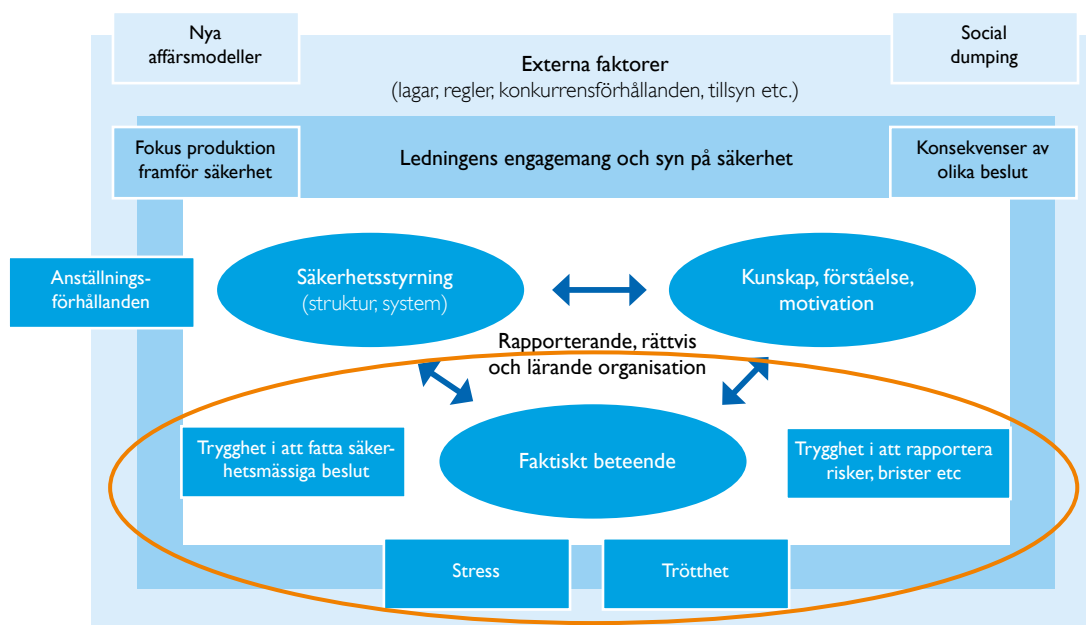 Nya
affärsmodeller
Social
dumping
Externa faktorer
(lagar, regler, konkurrensförhållanden, tillsyn etc.)
Fokus produktion
framför säkerhet
Ledningens engagemang och syn på säkerhet
Konsekvenser av
olika beslut
Anställnings-
förhållanden
Säkerhetsstyrning
(struktur, system)
Kunskap, förståelse,
motivation
Rapporterande, rättvis
och lärande organisation
Trygghet i att fatta säker-
hetsmässiga beslut
Faktiskt beteende
Trygghet i att rapportera
risker, brister etc
Stress
Trötthet